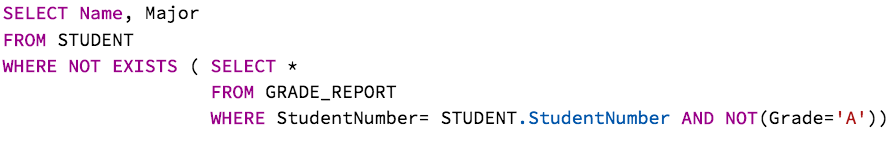 SELECT Name, Major
FROM STUDENT
WHERE NOT EXISTS ( SELECT *
FROM GRADE_REPORT
WHERE StudentNumber= STUDENT.StudentNumber AND NOT(Grade='A'))